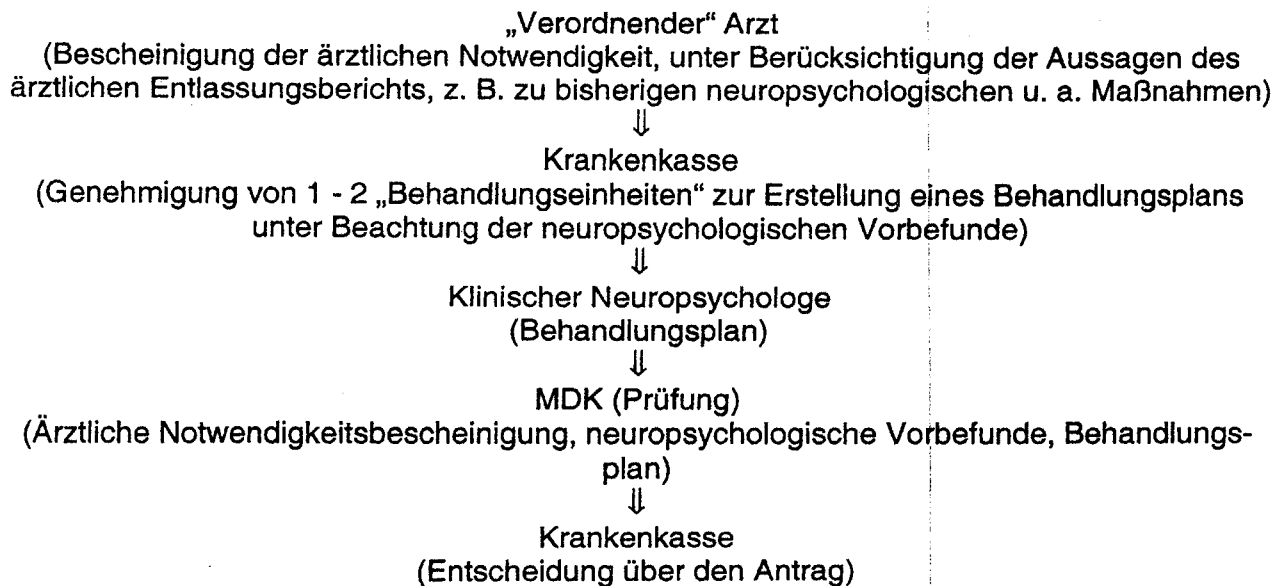 „Verordnender“ Arzt
(Bescheinigung der ärztlichen Notwendigkeit, unter Berücksichtigung der Aussagen des
ärztlichen Entlassungsberichts, z. B. zu bisherigen neuropsychologischen u. a. Maßnahmen)
⇓
Krankenkasse
(Genehmigung von 1 - 2 „Behandlungseinheiten“ zur Erstellung eines Behandlungsplans
unter Beachtung der neuropsychologischen Vorbefunde)
⇓
Klinischer Neuropsychologe
(Behandlungsplan)
⇓
MDK (Prüfung)
(Ärztliche Notwendigkeitsbescheinigung, neuropsychologische Vorbefunde, Behandlungs-
plan)
⇓
Krankenkasse
(Entscheidung über den Antrag)